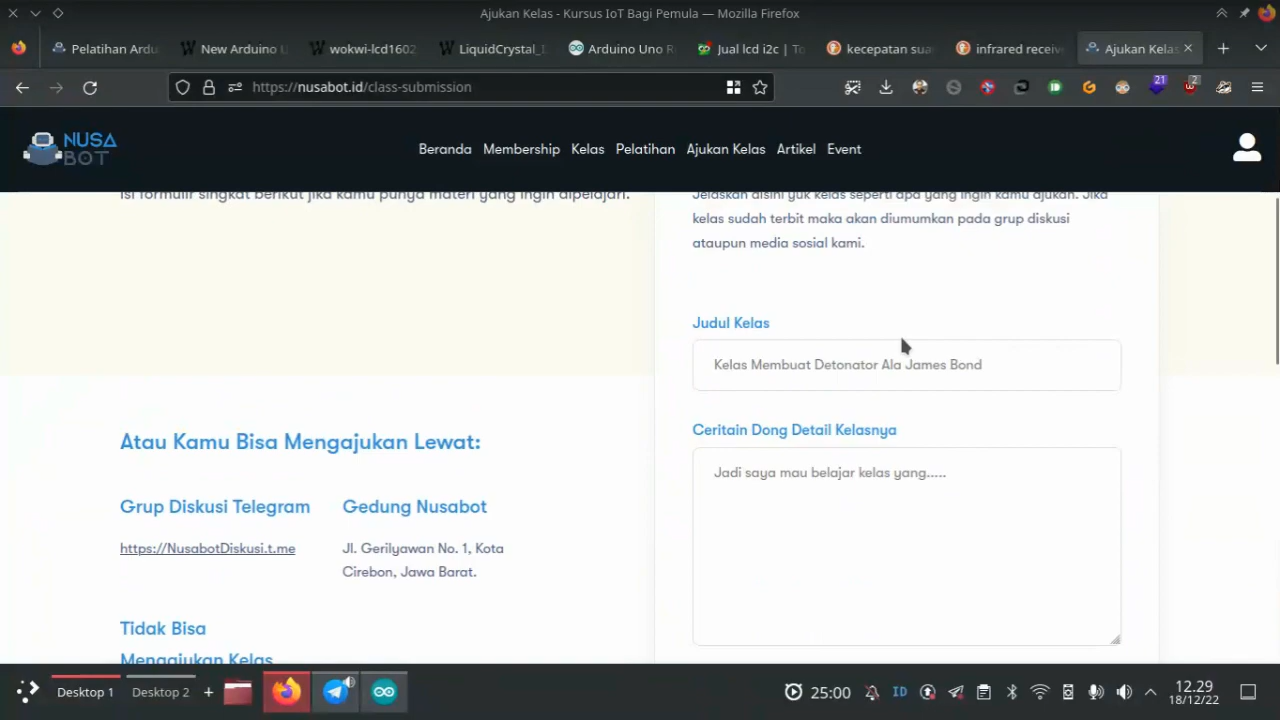 Ajukan Kelas - Kursus IoT Bagi Pemula — Mozilla Firefox
Pelatihan Ardu
New Arduino U
wokwi-lcd1602
LiquidCrystal_
Arduino Uno R
Jual lcd i2c | To
kecepatan sua
infrared receiv
Ajukan Kelas
https://nusabot.id/class-submission
21
2
NUSA
BOT
Beranda Membership Kelas Pelatihan Ajukan Kelas Artikel Event
Isi formulir singkat berikut jika kamu punya materi yang ingin dipelajari.
Jelaskan disini yuk kelas seperti apa yang ingin kamu ajukan. Jika
kelas sudah terbit maka akan diumumkan pada grup diskusi
ataupun media sosial kami.
Judul Kelas
Kelas Membuat Detonator Ala James Bond
Ceritain Dong Detail Kelasnya
Jadi saya mau belajar kelas yang.....
Atau Kamu Bisa Mengajukan Lewat:
Grup Diskusi Telegram
https://NusabotDiskusi.t.me
Gedung Nusabot
Jl. Gerilyawan No. 1, Kota
Cirebon, Jawa Barat.
Tidak Bisa
Mengajukan Kelas
Desktop 1
Desktop 2
25:00
ID
12.29
18/12/22